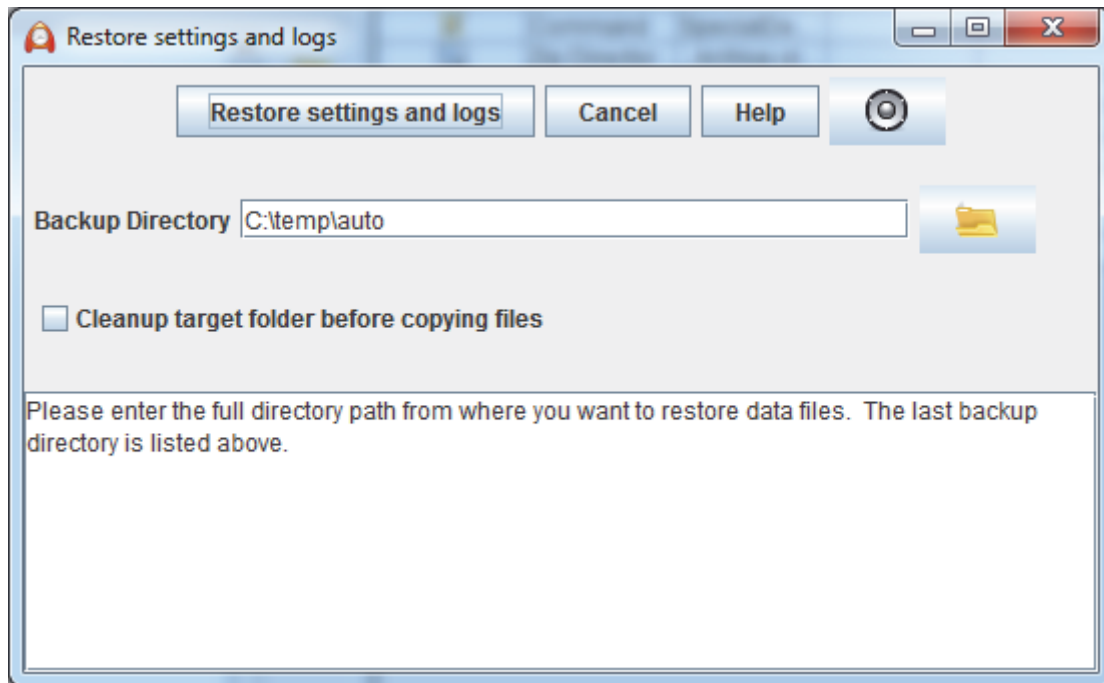 Restore settings and logs
Restore settings and logs Cancel Help
Backup Directory C:\temp\auto
Cleanup target folder before copying files
Please enter the full directory path from where you want to restore data files.  The last backup
directory is listed above.